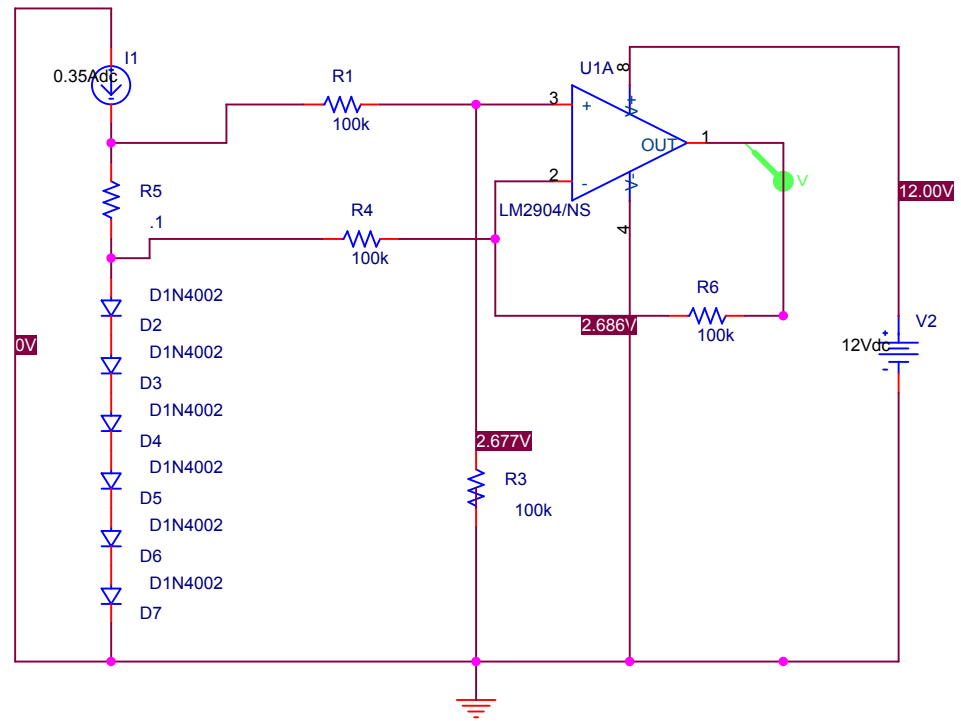 I1
0.35Adc
R1
100k
U1A
8
V+
3
+
OUT
1
2
-
V-
LM2904/NS
4
V
12.00V
R5
.1
R4
100k
R6
100k
2.686V
V2
12Vdc
+
-
0V
D1N4002
D2
D1N4002
D3
D1N4002
D4
D1N4002
D5
D1N4002
D6
D1N4002
D7
2.677V
R3
100k